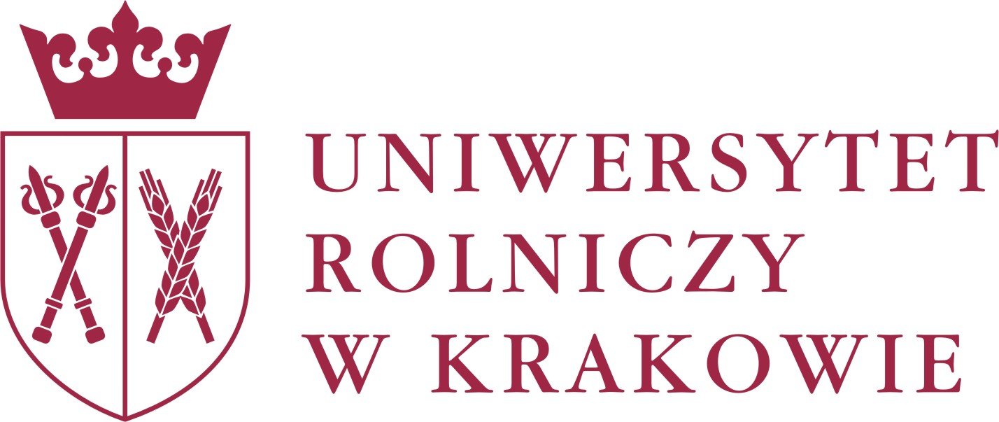 UNIWERSYTET
ROLNICZY
W KRAKOWIE